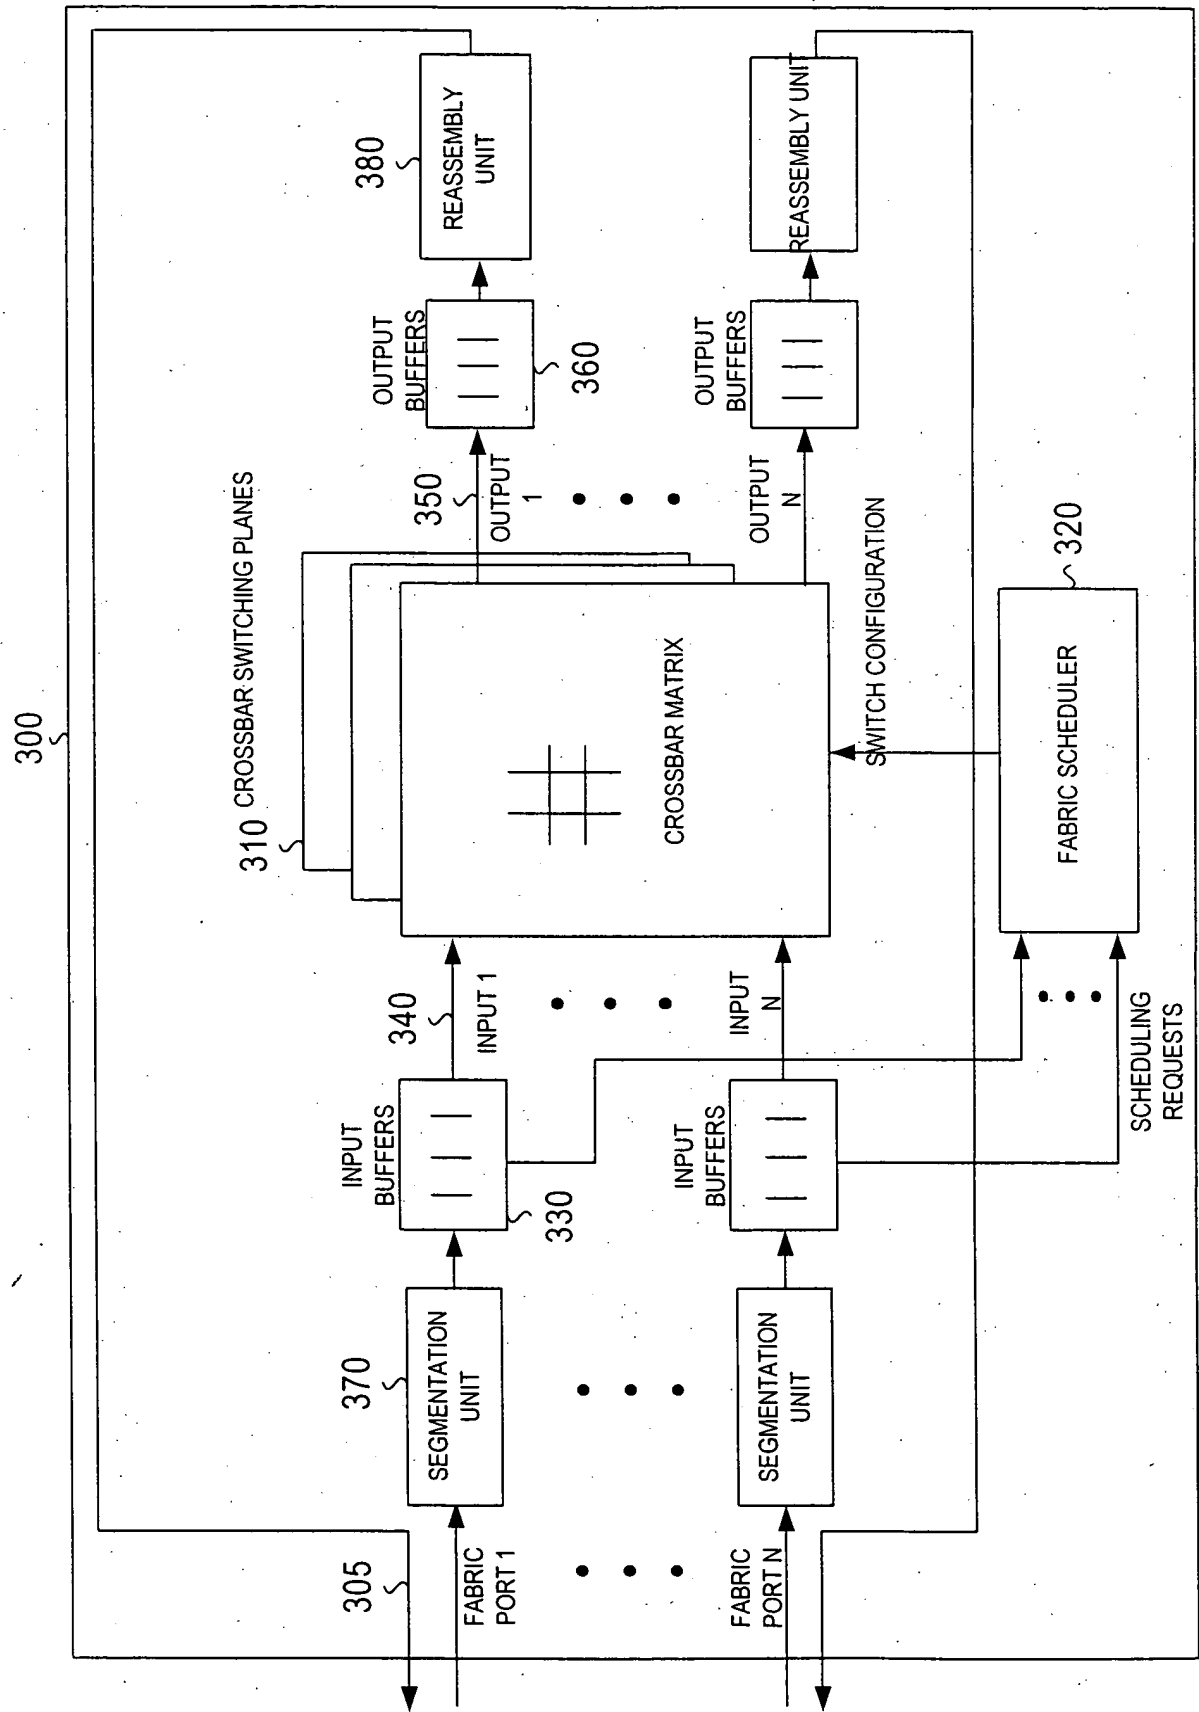 300
310 CROSSBAR SWITCHING PLANES
305
FABRIC
PORT 1
370
SEGMENTATION
UNIT
INPUT
BUFFERS
330
340
INPUT 1
CROSSBAR MATRIX
350
OUTPUT
1
OUTPUT
BUFFERS
360
380
REASSEMBLY
UNIT
FABRIC
PORT N
SEGMENTATION
UNIT
INPUT
BUFFERS
INPUT
N
OUTPUT
N
OUTPUT
BUFFERS
REASSEMBLY UNIT
SWITCH CONFIGURATION
SCHEDULING
REQUESTS
FABRIC SCHEDULER
320